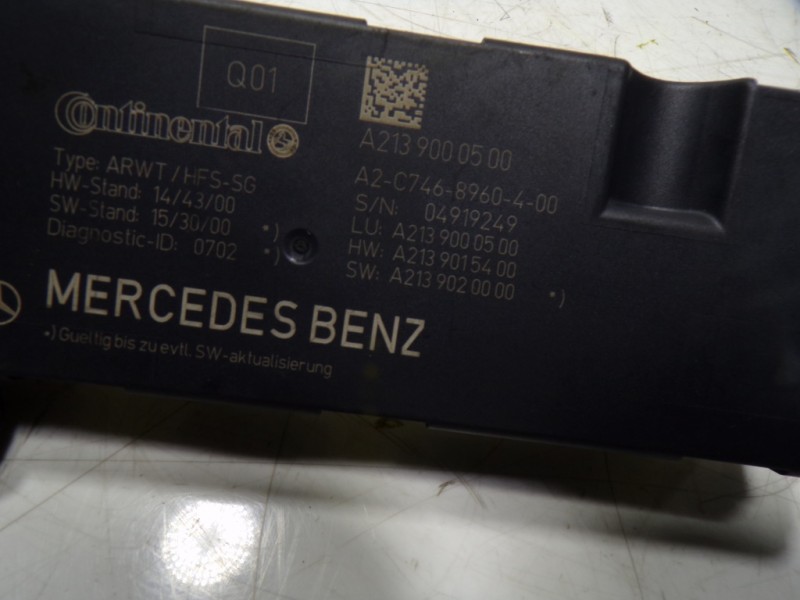 Q01
Continental
Type: ARWT/HFS-SG
HW-Stand: 14/43/00
SW-Stand: 15/30/00 *)
Diagnostic-ID: 0702 *)
A213 900 05 00
A2-C746-8960-4-00
S/N: 04919249
LU: A213 900 05 00
HW: A213 901 54 00
SW: A213 902 00 00 *)
MERCEDES BENZ
*) Gueltig bis zu evtl. SW-aktualisierung